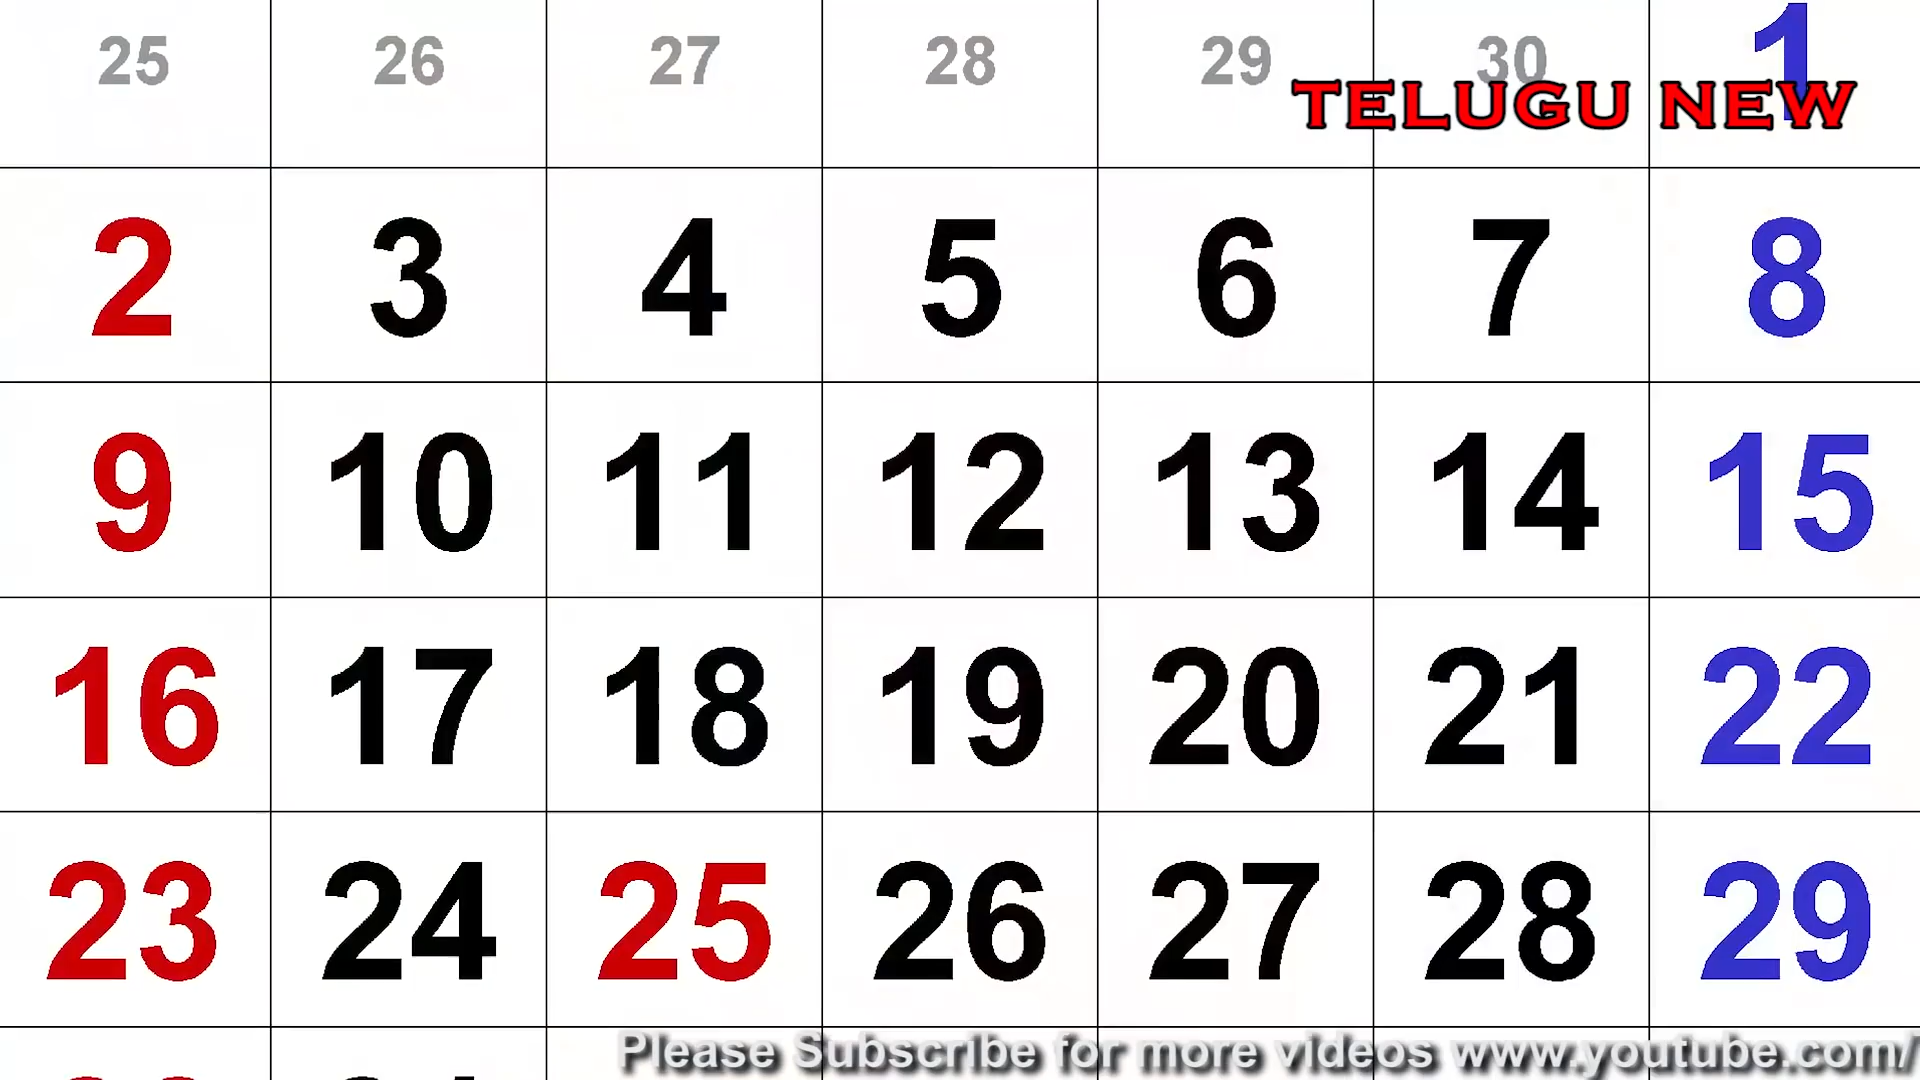 25 26 27 28 29 30 1
TELUGU NEW
2 3 4 5 6 7 8
9 10 11 12 13 14 15
16 17 18 19 20 21 22
23 24 25 26 27 28 29
Please Subscribe for more videos www.youtube.com/